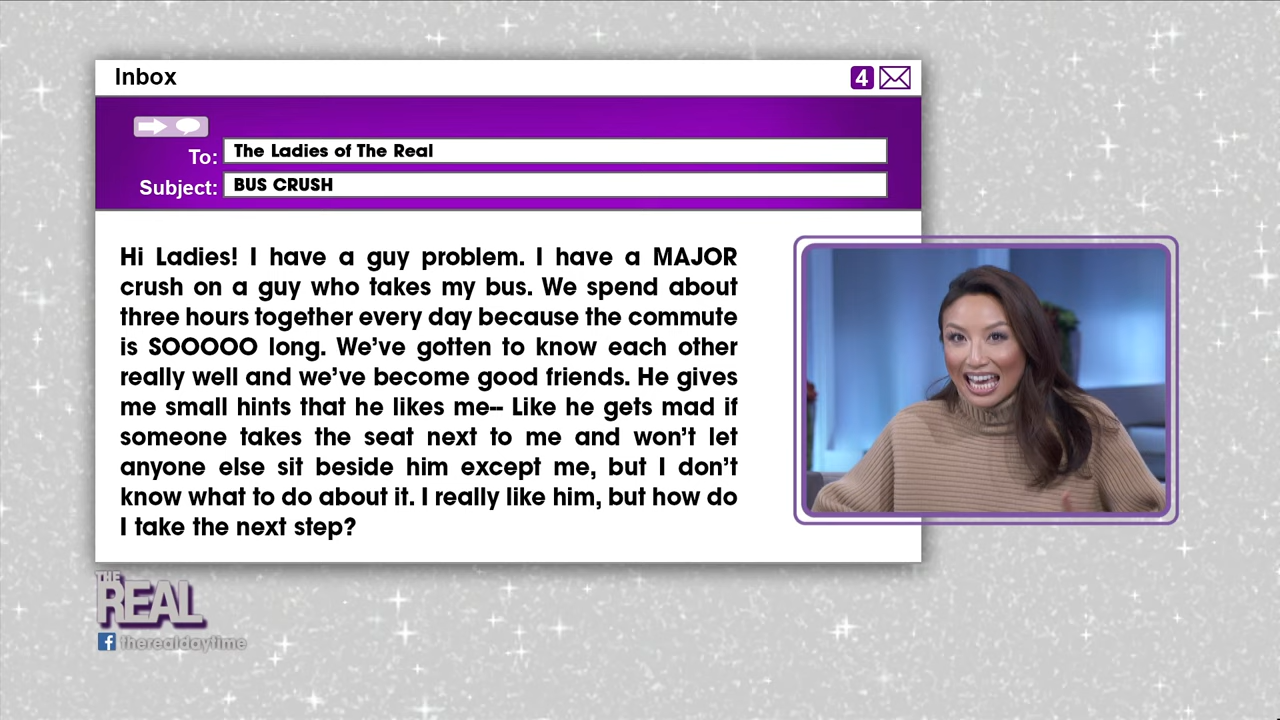 Inbox
4
To: The Ladies of The Real
Subject: BUS CRUSH
Hi Ladies! I have a guy problem. I have a MAJOR
crush on a guy who takes my bus. We spend about
three hours together every day because the commute
is SOOOOO long. We’ve gotten to know each other
really well and we’ve become good friends. He gives
me small hints that he likes me-- Like he gets mad if
someone takes the seat next to me and won’t let
anyone else sit beside him except me, but I don’t
know what to do about it. I really like him, but how do
I take the next step?
THE
REAL
therealdaytime